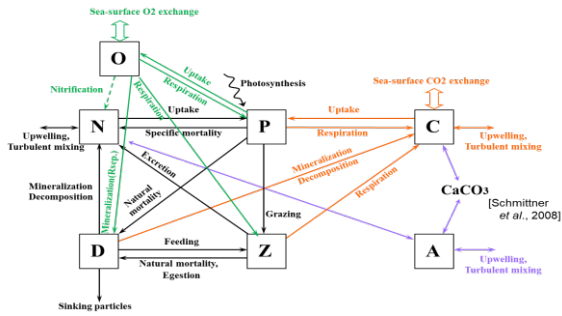 Sea-surface O2 exchange
O
Uptake
Respiration
Photosynthesis
Sea-surface CO2 exchange
Nitrification
Respiration
N
Uptake
Specific mortality
P
Uptake
Respiration
C
Upwelling,
Turbulent mixing
Upwelling,
Turbulent mixing
Mineralization
Decomposition
Mineralization(Rsep.)
Excretion
Natural
mortality
Grazing
Mineralization
Decomposition
Respiration
CaCO3
[Schmittner
et al., 2008]
D
Feeding
Natural mortality,
Egestion
Z
A
Upwelling,
Turbulent mixing
Sinking particles